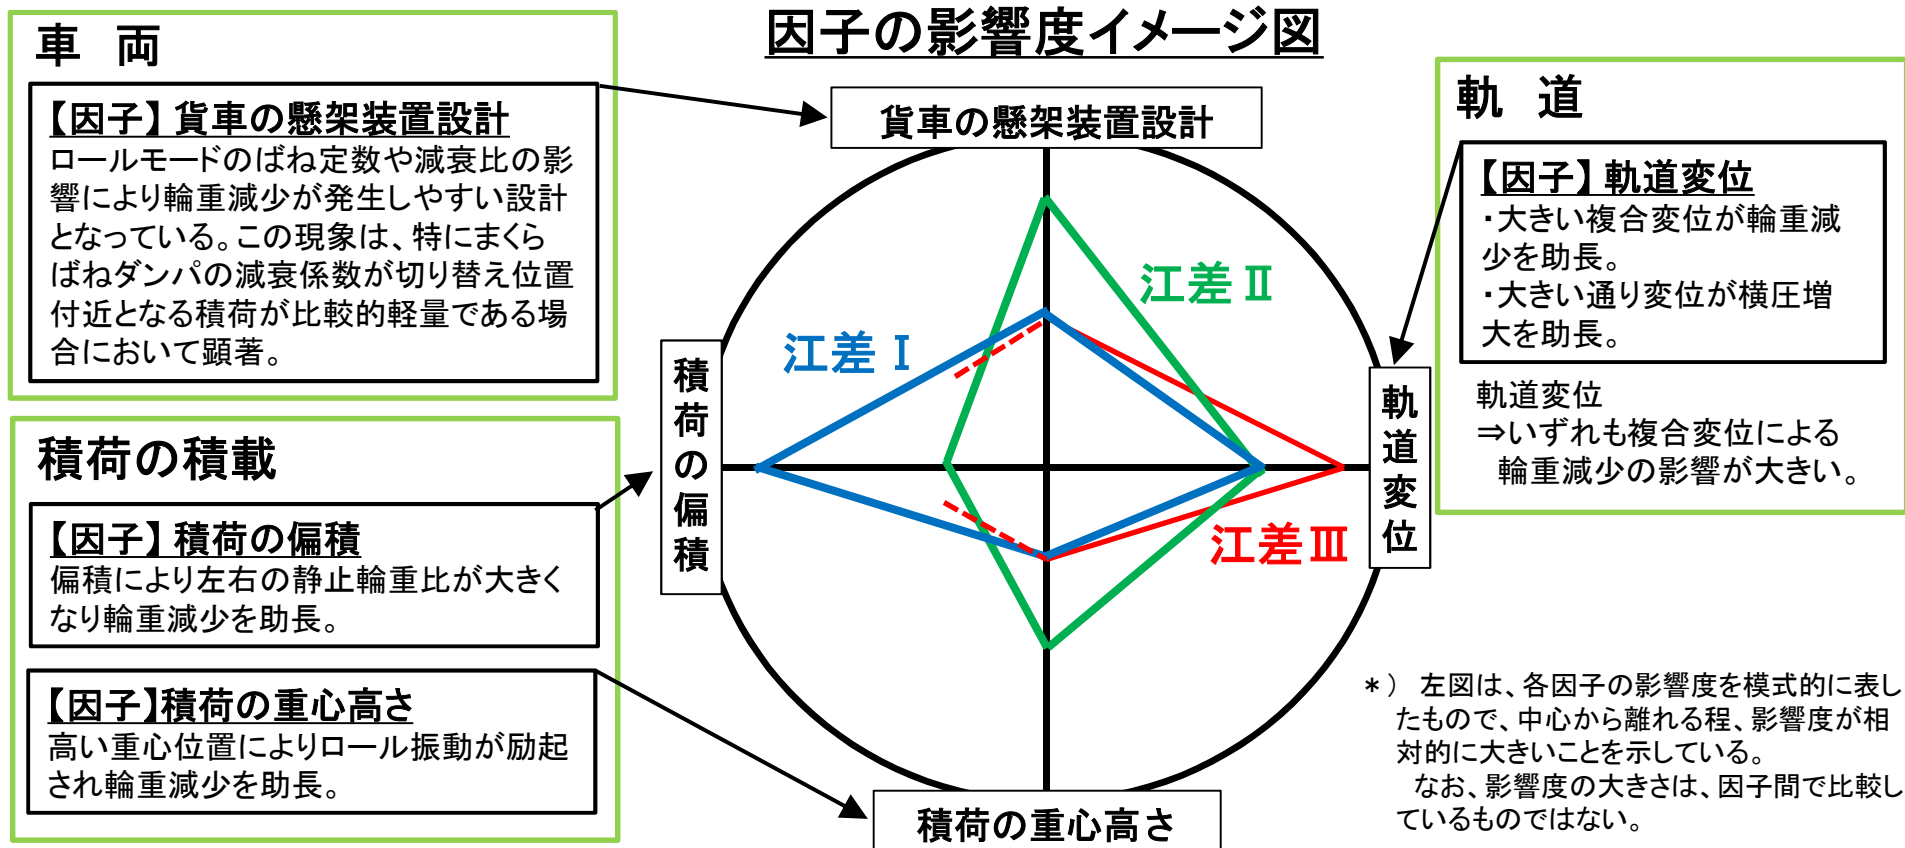 因子の影響度イメージ図
車　両
【因子】貨車の懸架装置設計
ロールモードのばね定数や減衰比の影
響により輪重減少が発生しやすい設計
となっている。この現象は、特にまくら
ばねダンパの減衰係数が切り替え位置
付近となる積荷が比較的軽量である場
合において顕著。
積荷の積載
【因子】積荷の偏積
偏積により左右の静止輪重比が大きく
なり輪重減少を助長。
【因子】積荷の重心高さ
高い重心位置によりロール振動が励起
され輪重減少を助長。
貨車の懸架装置設計
江差Ⅱ
江差Ⅰ
江差Ⅲ
積荷の偏積
軌道変位
積荷の重心高さ
軌　道
【因子】軌道変位
・大きい複合変位が輪重減
少を助長。
・大きい通り変位が横圧増
大を助長。
軌道変位
⇒いずれも複合変位による
輪重減少の影響が大きい。
*）　左図は、各因子の影響度を模式的に表し
たもので、中心から離れる程、影響度が相
対的に大きいことを示している。
なお、影響度の大きさは、因子間で比較し
ているものではない。